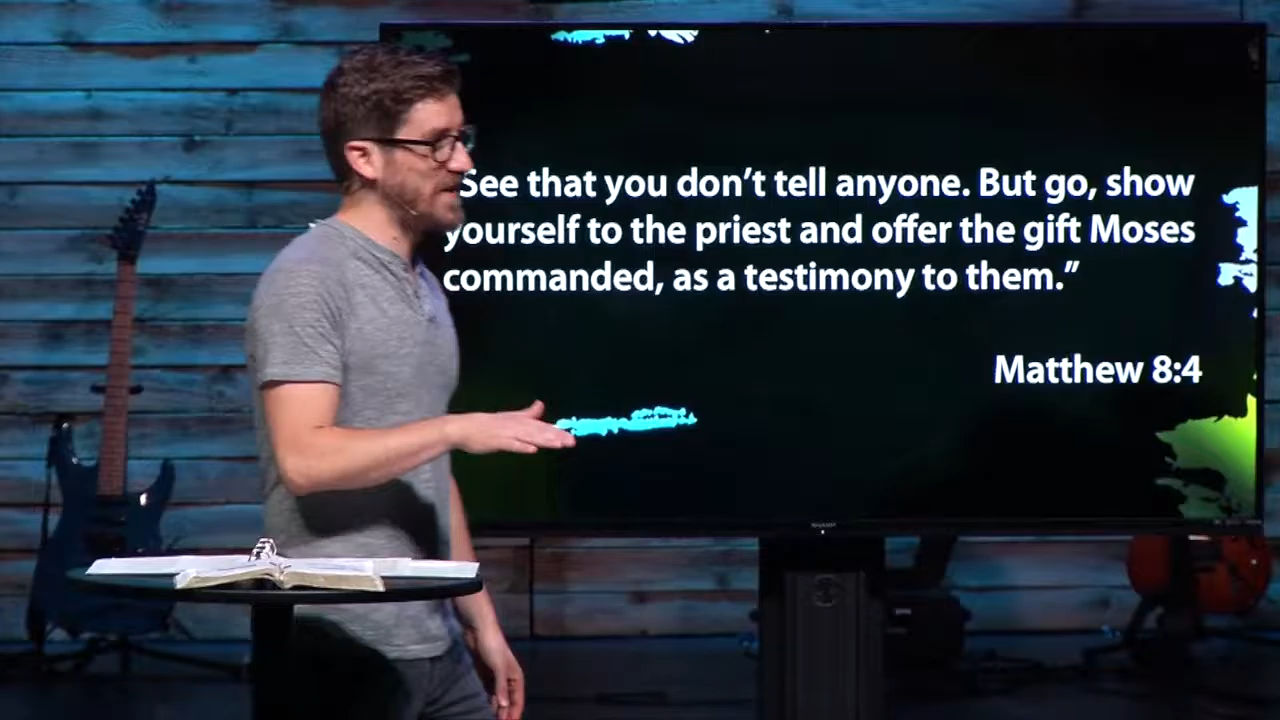 See that you don’t tell anyone. But go, show
yourself to the priest and offer the gift Moses
commanded, as a testimony to them.”
Matthew 8:4